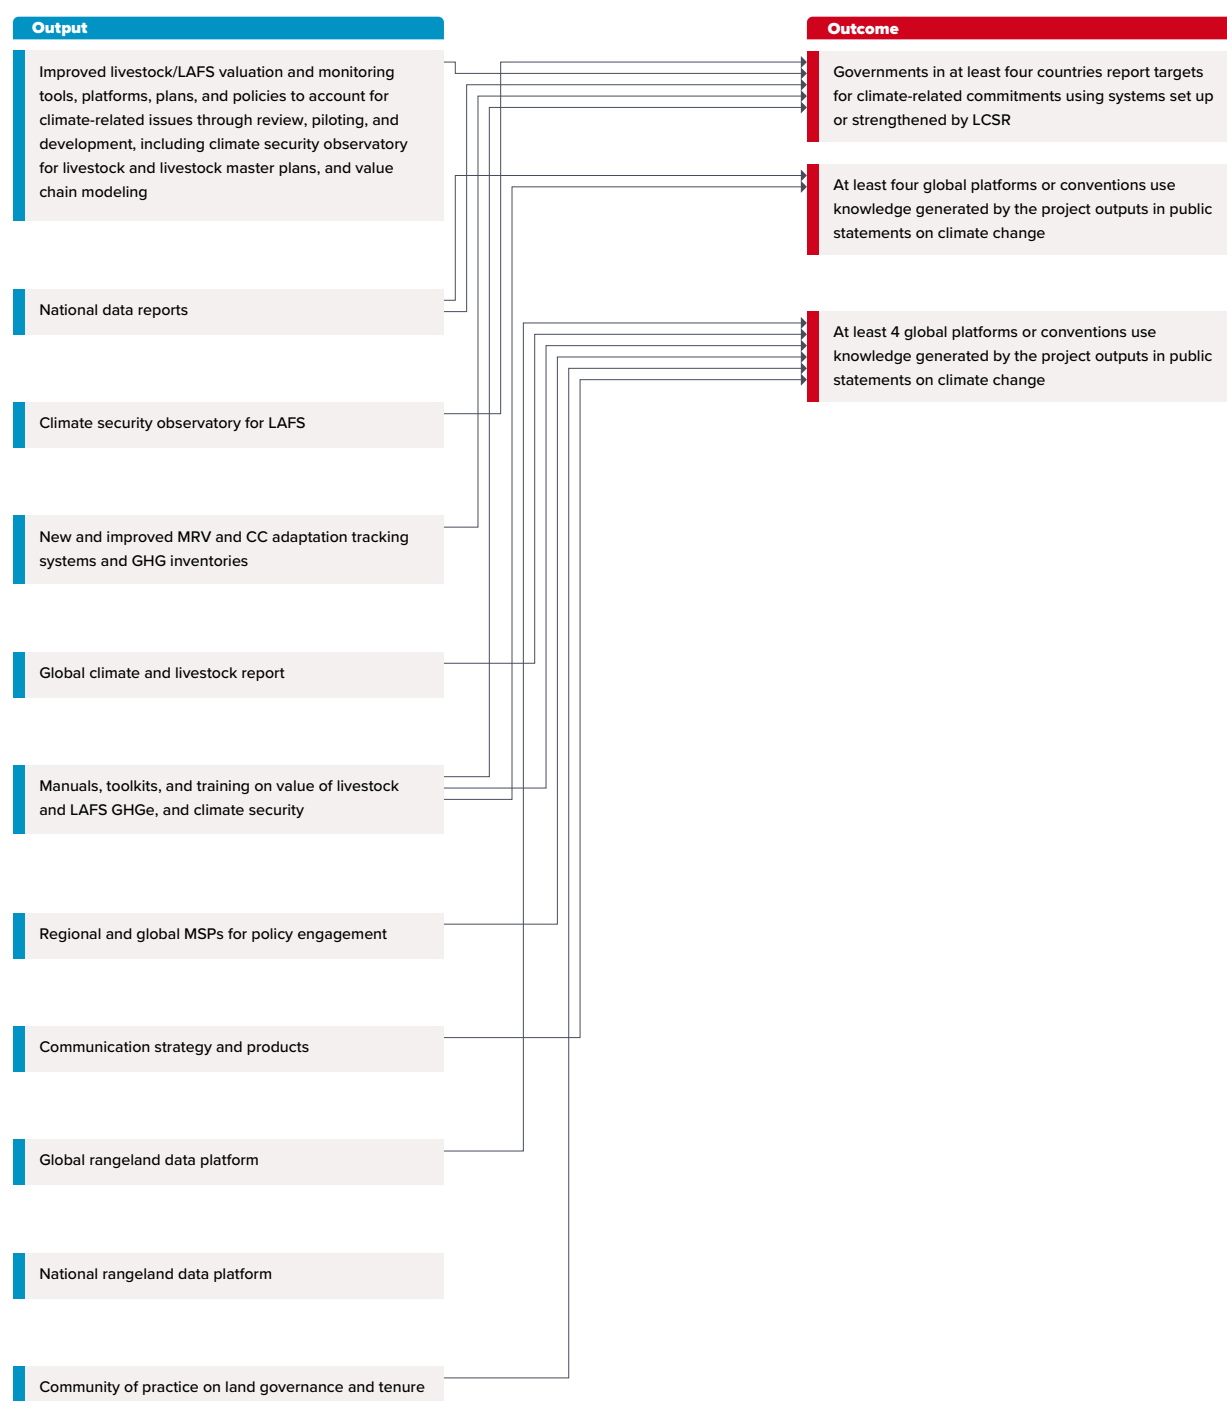 Output
Improved livestock/LAFS valuation and monitoring
tools, platforms, plans, and policies to account for
climate-related issues through review, piloting, and
development, including climate security observatory
for livestock and livestock master plans, and value
chain modeling
National data reports
Climate security observatory for LAFS
New and improved MRV and CC adaptation tracking
systems and GHG inventories
Global climate and livestock report
Manuals, toolkits, and training on value of livestock
and LAFS GHGe, and climate security
Regional and global MSPs for policy engagement
Communication strategy and products
Global rangeland data platform
National rangeland data platform
Community of practice on land governance and tenure
Outcome
Governments in at least four countries report targets
for climate-related commitments using systems set up
or strengthened by LCSR
At least four global platforms or conventions use
knowledge generated by the project outputs in public
statements on climate change
At least 4 global platforms or conventions use
knowledge generated by the project outputs in public
statements on climate change